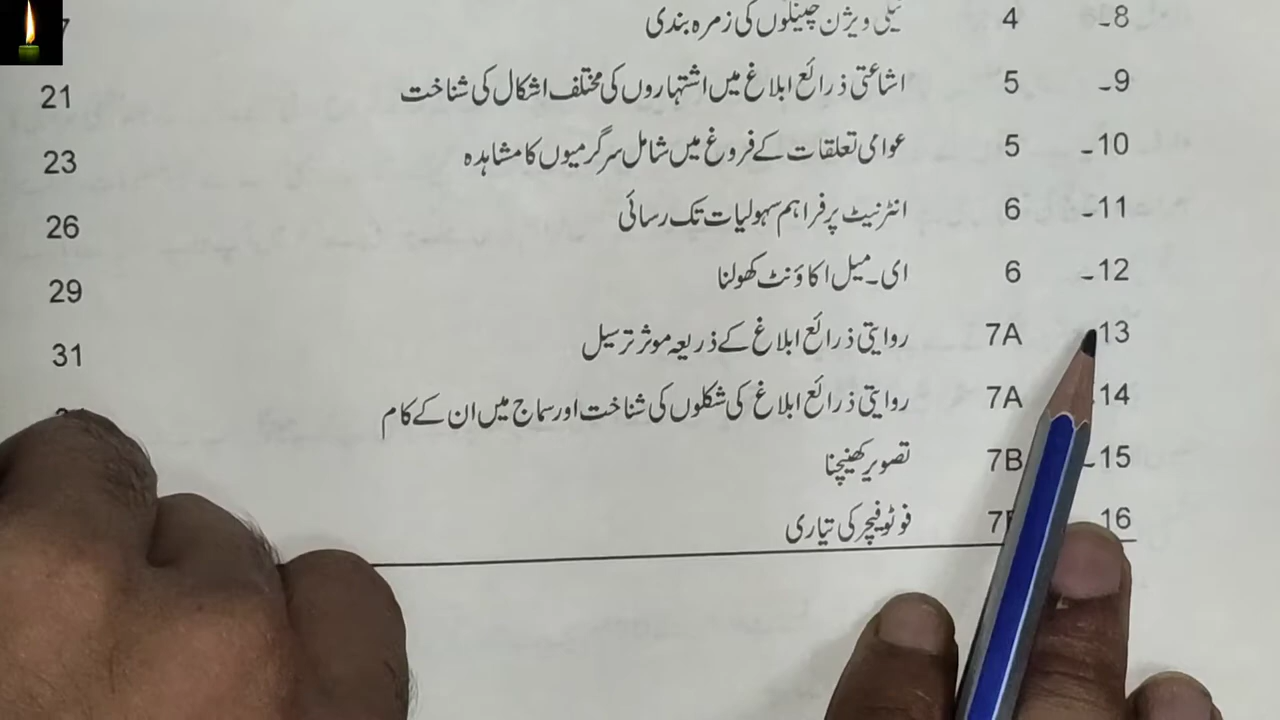 8۔ 4 ٹیلی ویژن چینلوں کی زمرہ بندی 7
9۔ 5 اشاعتی ذرائع ابلاغ میں اشتہاروں کی مختلف اشکال کی شناخت 21
10۔ 5 عوامی تعلقات کے فروغ میں شامل سرگرمیوں کا مشاہدہ 23
11۔ 6 انٹرنیٹ پر فراہم سہولیات تک رسائی 26
12۔ 6 ای۔میل اکاؤنٹ کھولنا 29
13 7A روایتی ذرائع ابلاغ کے ذریعہ موثر ترسیل 31
14 7A روایتی ذرائع ابلاغ کی شکلوں کی شناخت اور سماج میں ان کے کام
15۔ 7B تصویر کھینچنا
16 فوٹو فیچر کی تیاری